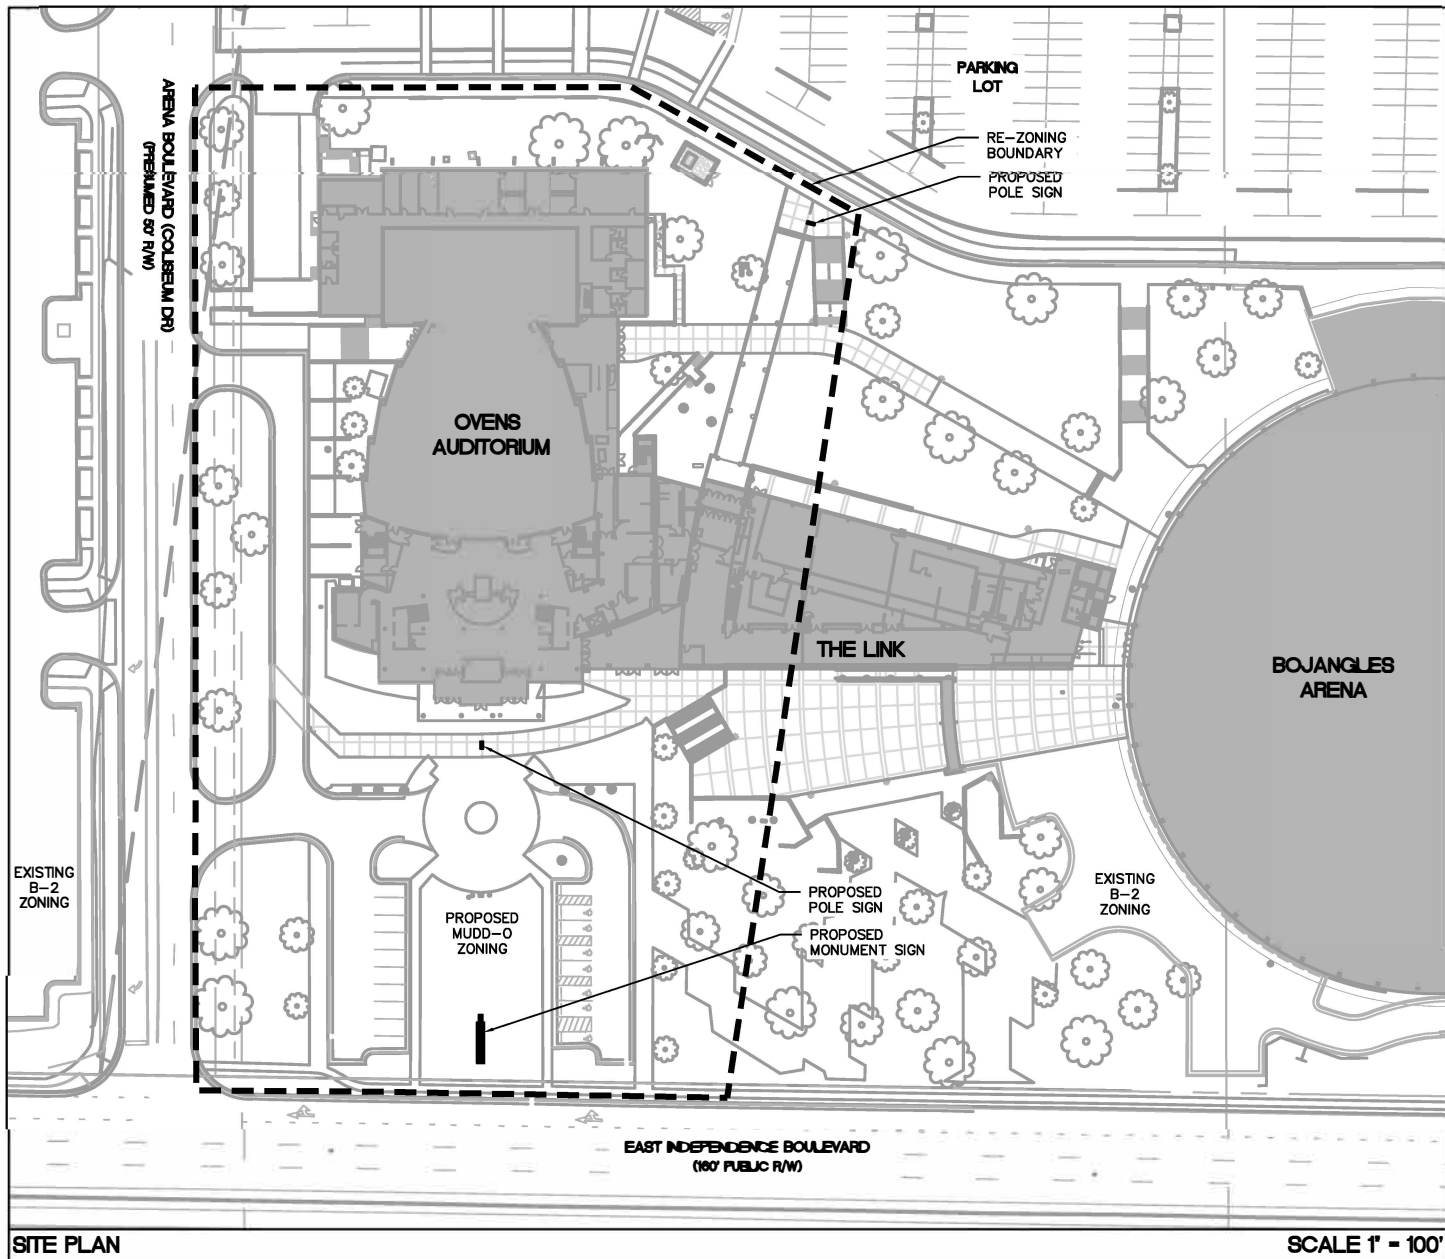 PARKING
LOT
RE-ZONING
BOUNDARY
PROPOSED
POLE SIGN
ARENA BOULEVARD (COLISEUM DR)
(PRESUMED 50' R/W)
OVENS
AUDITORIUM
THE LINK
BOJANGLES
ARENA
EXISTING
B-2
ZONING
PROPOSED
MUDD-O
ZONING
PROPOSED
POLE SIGN
PROPOSED
MONUMENT SIGN
EXISTING
B-2
ZONING
EAST INDEPENDENCE BOULEVARD
(160' PUBLIC R/W)
SITE PLAN
SCALE 1" = 100'